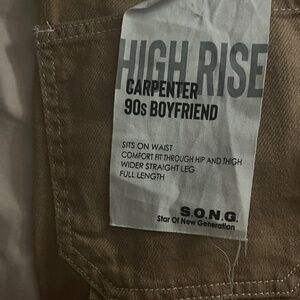 HIGH RISE
CARPENTER
90s BOYFRIEND
SITS ON WAIST
COMFORT FIT THROUGH HIP AND THIGH
WIDER STRAIGHT LEG
FULL LENGTH
S.O.N.G.
Star Of New Generation